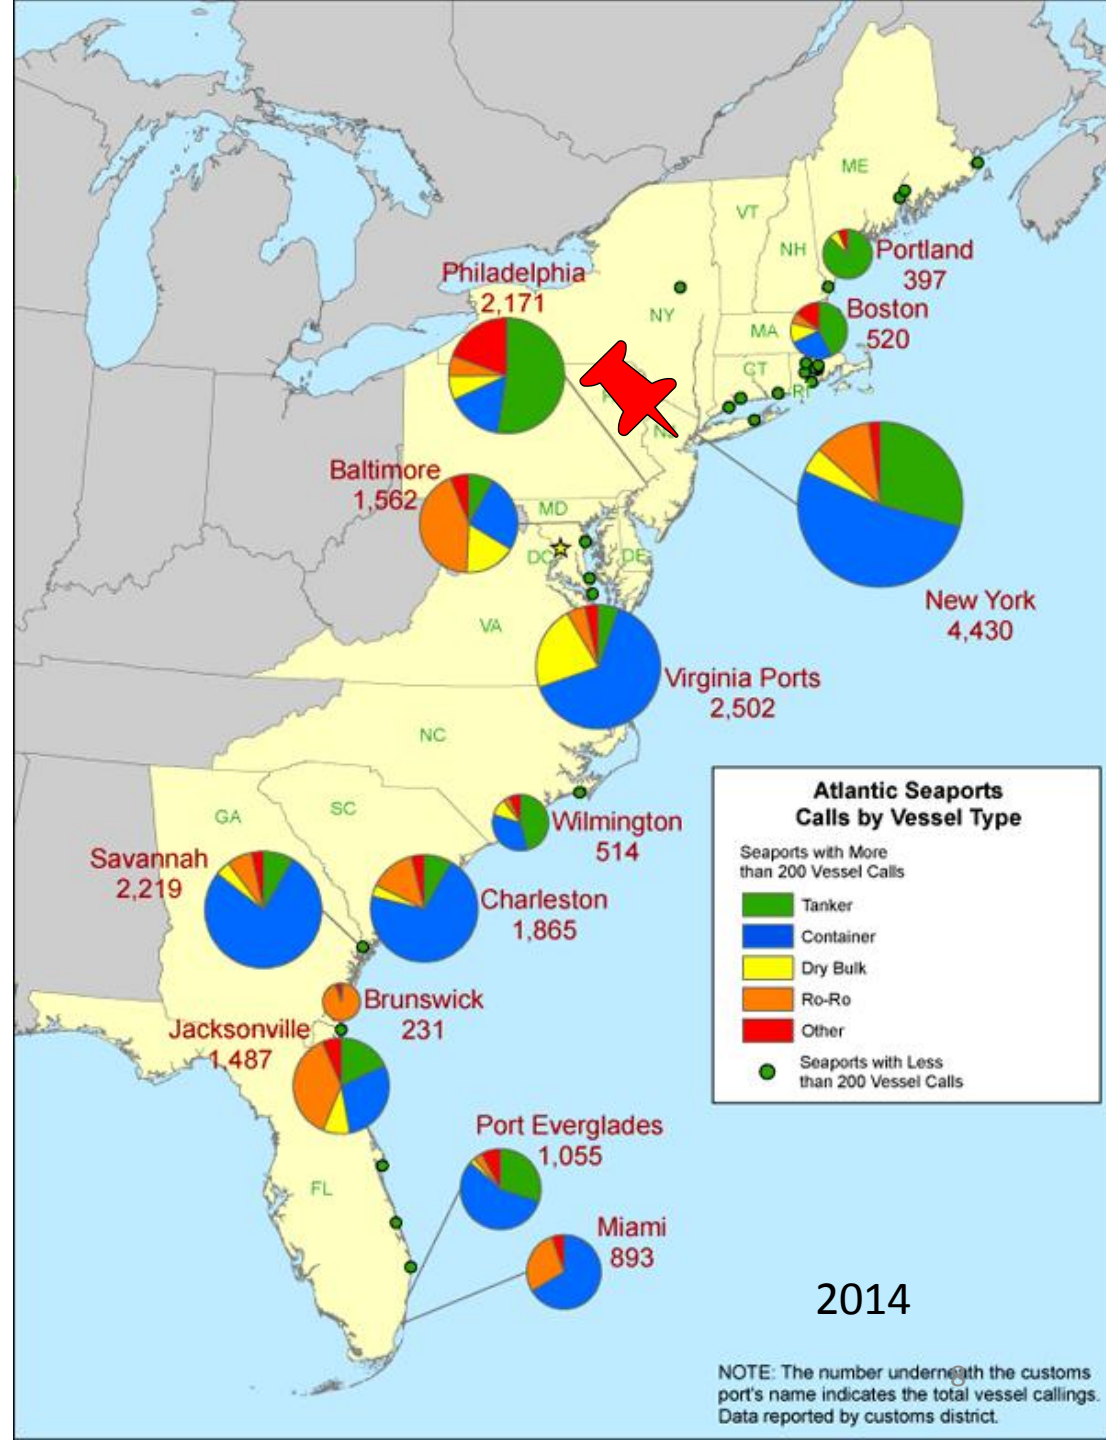 ME
VT
NH
Portland
397
Philadelphia
2,171
NY
Boston
520
MA
CT
RI
Baltimore
1,562
MD
DC
DE
New York
4,430
VA
Virginia Ports
2,502
NC
SC
GA
Wilmington
514
Savannah
2,219
Charleston
1,865
Brunswick
231
Jacksonville
1,487
Port Everglades
1,055
FL
Miami
893
Atlantic Seaports
Calls by Vessel Type
Seaports with More
than 200 Vessel Calls
Tanker
Container
Dry Bulk
Ro-Ro
Other
Seaports with Less
than 200 Vessel Calls
2014
NOTE: The number underneath the customs
port's name indicates the total vessel callings.
Data reported by customs district.